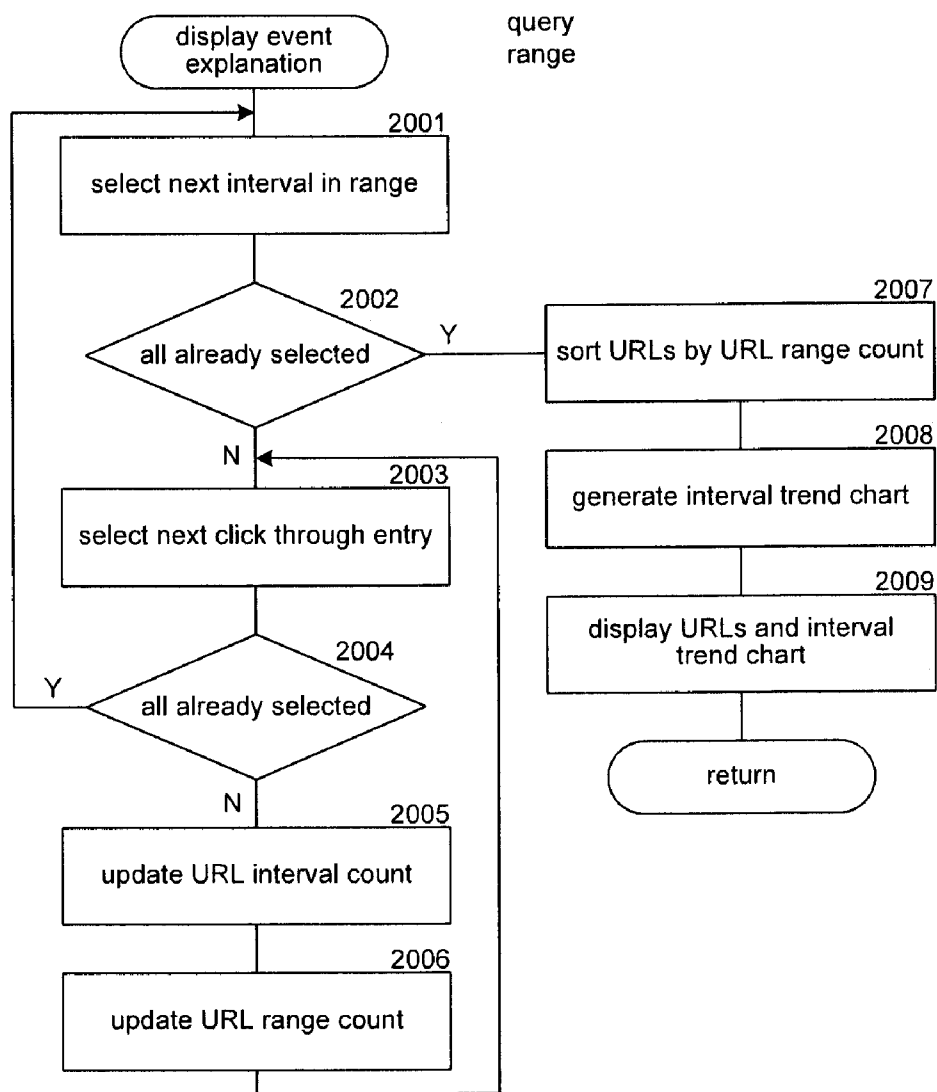 display event
explanation
query
range
2001
select next interval in range
2002
all already selected
Y
N
2003
select next click through entry
2004
all already selected
Y
N
2005
update URL interval count
2006
update URL range count
2007
sort URLs by URL range count
2008
generate interval trend chart
2009
display URLs and interval
trend chart
return